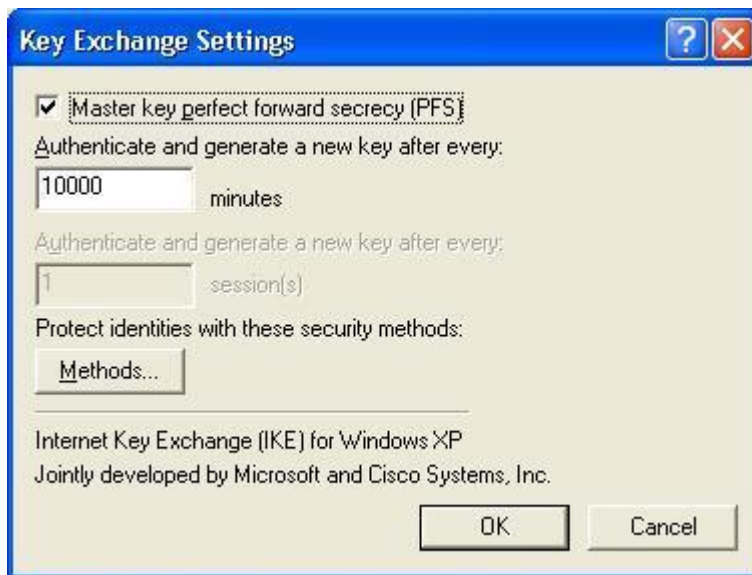 Key Exchange Settings
Master key perfect forward secrecy (PFS)
Authenticate and generate a new key after every:
10000 minutes
Authenticate and generate a new key after every:
1 session(s)
Protect identities with these security methods:
Methods...
Internet Key Exchange (IKE) for Windows XP
Jointly developed by Microsoft and Cisco Systems, Inc.
OK Cancel